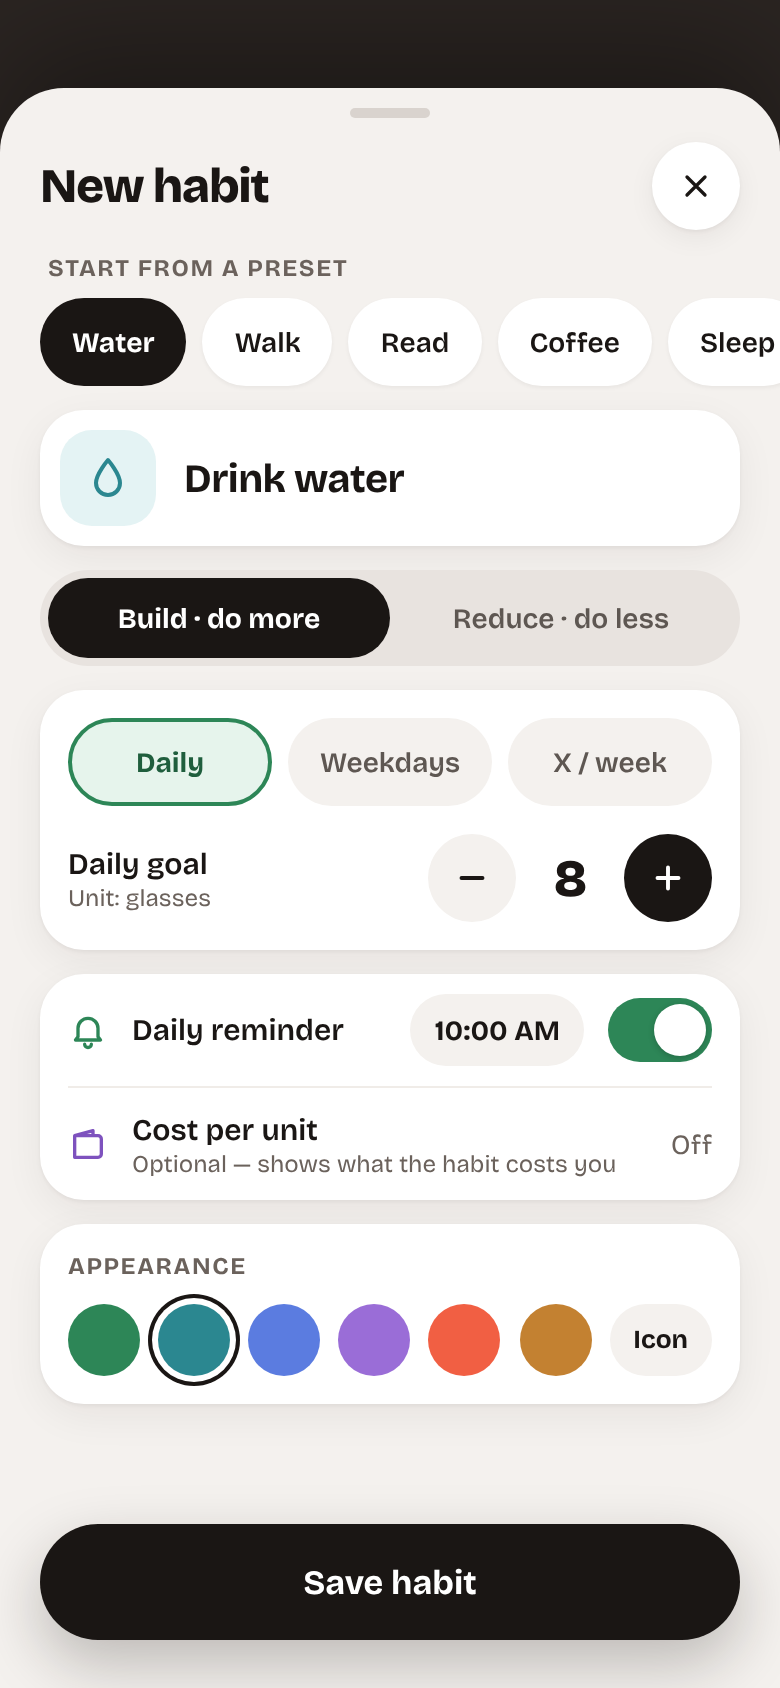 New habit
START FROM A PRESET
Water Walk Read Coffee Sleep
Drink water
Build · do more Reduce · do less
Daily Weekdays X / week
Daily goal
Unit: glasses
8
Daily reminder 10:00 AM
Cost per unit
Optional — shows what the habit costs you
Off
APPEARANCE
Icon
Save habit